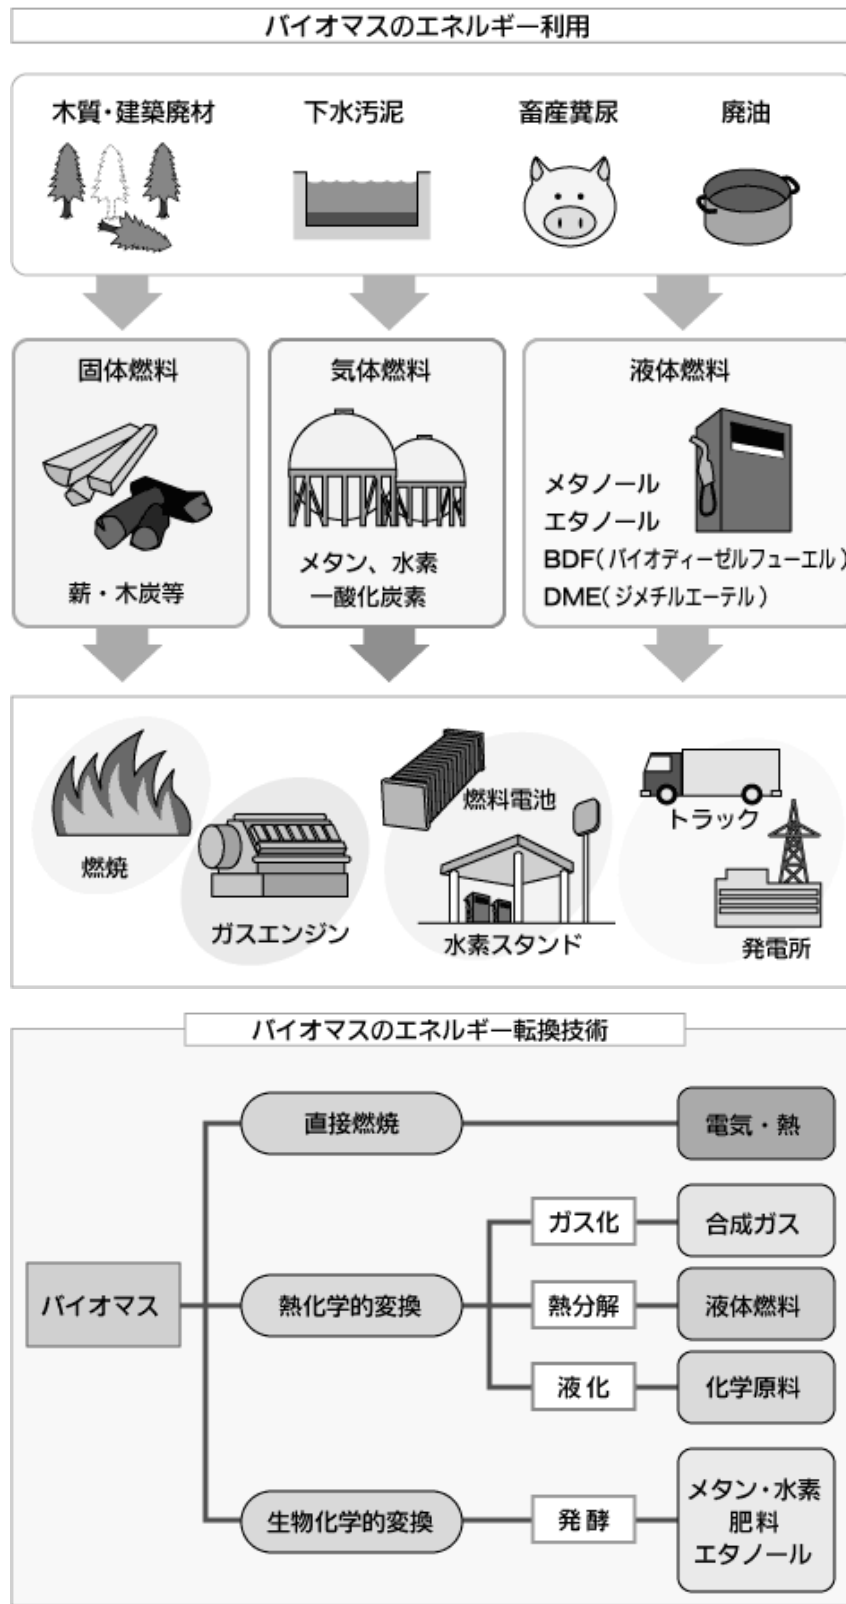 バイオマスのエネルギー利用
木質・建築廃材
下水汚泥
畜産糞尿
廃油
固体燃料
薪・木炭等
気体燃料
メタン、水素
一酸化炭素
液体燃料
メタノール
エタノール
BDF(バイオディーゼルフューエル)
DME(ジメチルエーテル)
燃焼
ガスエンジン
燃料電池
水素スタンド
トラック
発電所
バイオマスのエネルギー転換技術
バイオマス
直接燃焼
電気・熱
熱化学的変換
ガス化
合成ガス
熱分解
液体燃料
液化
化学原料
生物化学的変換
発酵
メタン・水素
肥料
エタノール